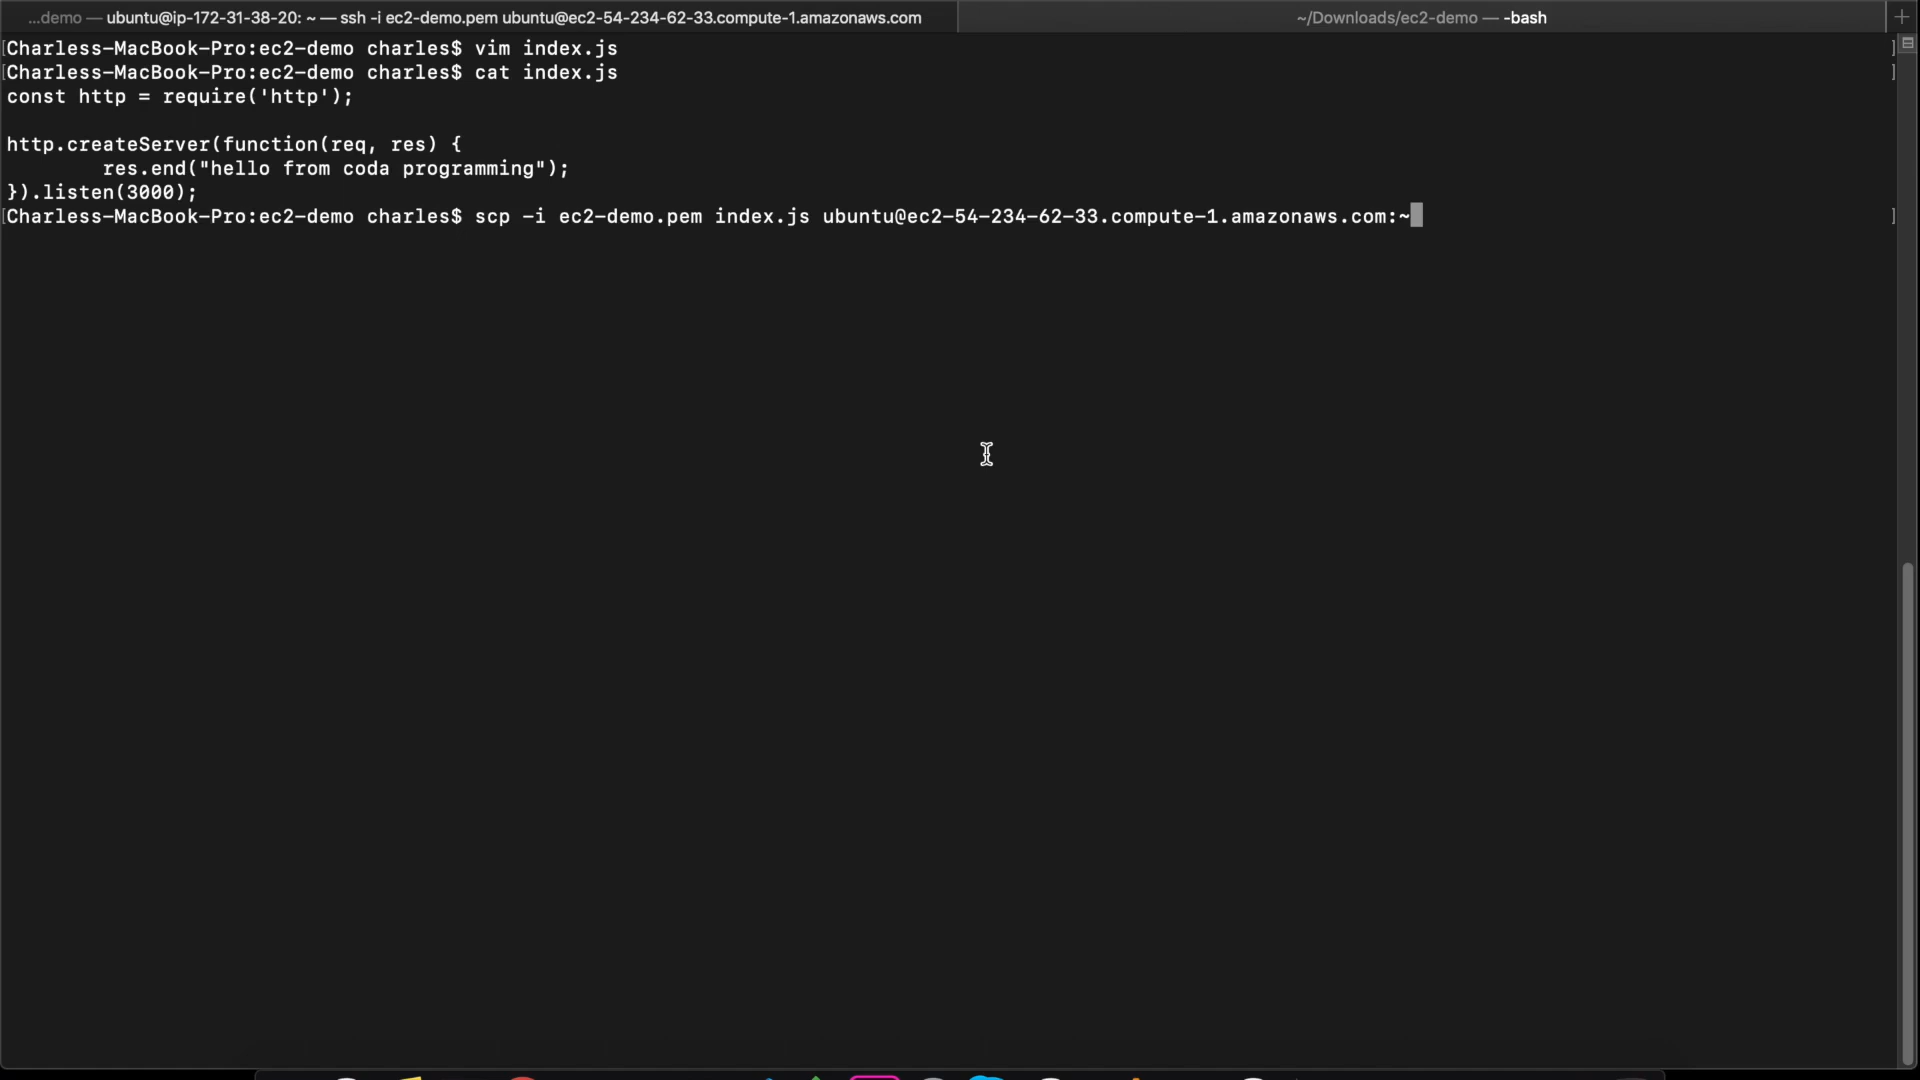 ...demo — ubuntu@ip-172-31-38-20: ~ — ssh -i ec2-demo.pem ubuntu@ec2-54-234-62-33.compute-1.amazonaws.com
~/Downloads/ec2-demo — -bash
[Charless-MacBook-Pro:ec2-demo charles$ vim index.js ]
[Charless-MacBook-Pro:ec2-demo charles$ cat index.js ]
const http = require('http');
http.createServer(function(req, res) {
        res.end("hello from coda programming");
}).listen(3000);
[Charless-MacBook-Pro:ec2-demo charles$ scp -i ec2-demo.pem index.js ubuntu@ec2-54-234-62-33.compute-1.amazonaws.com:~ ]